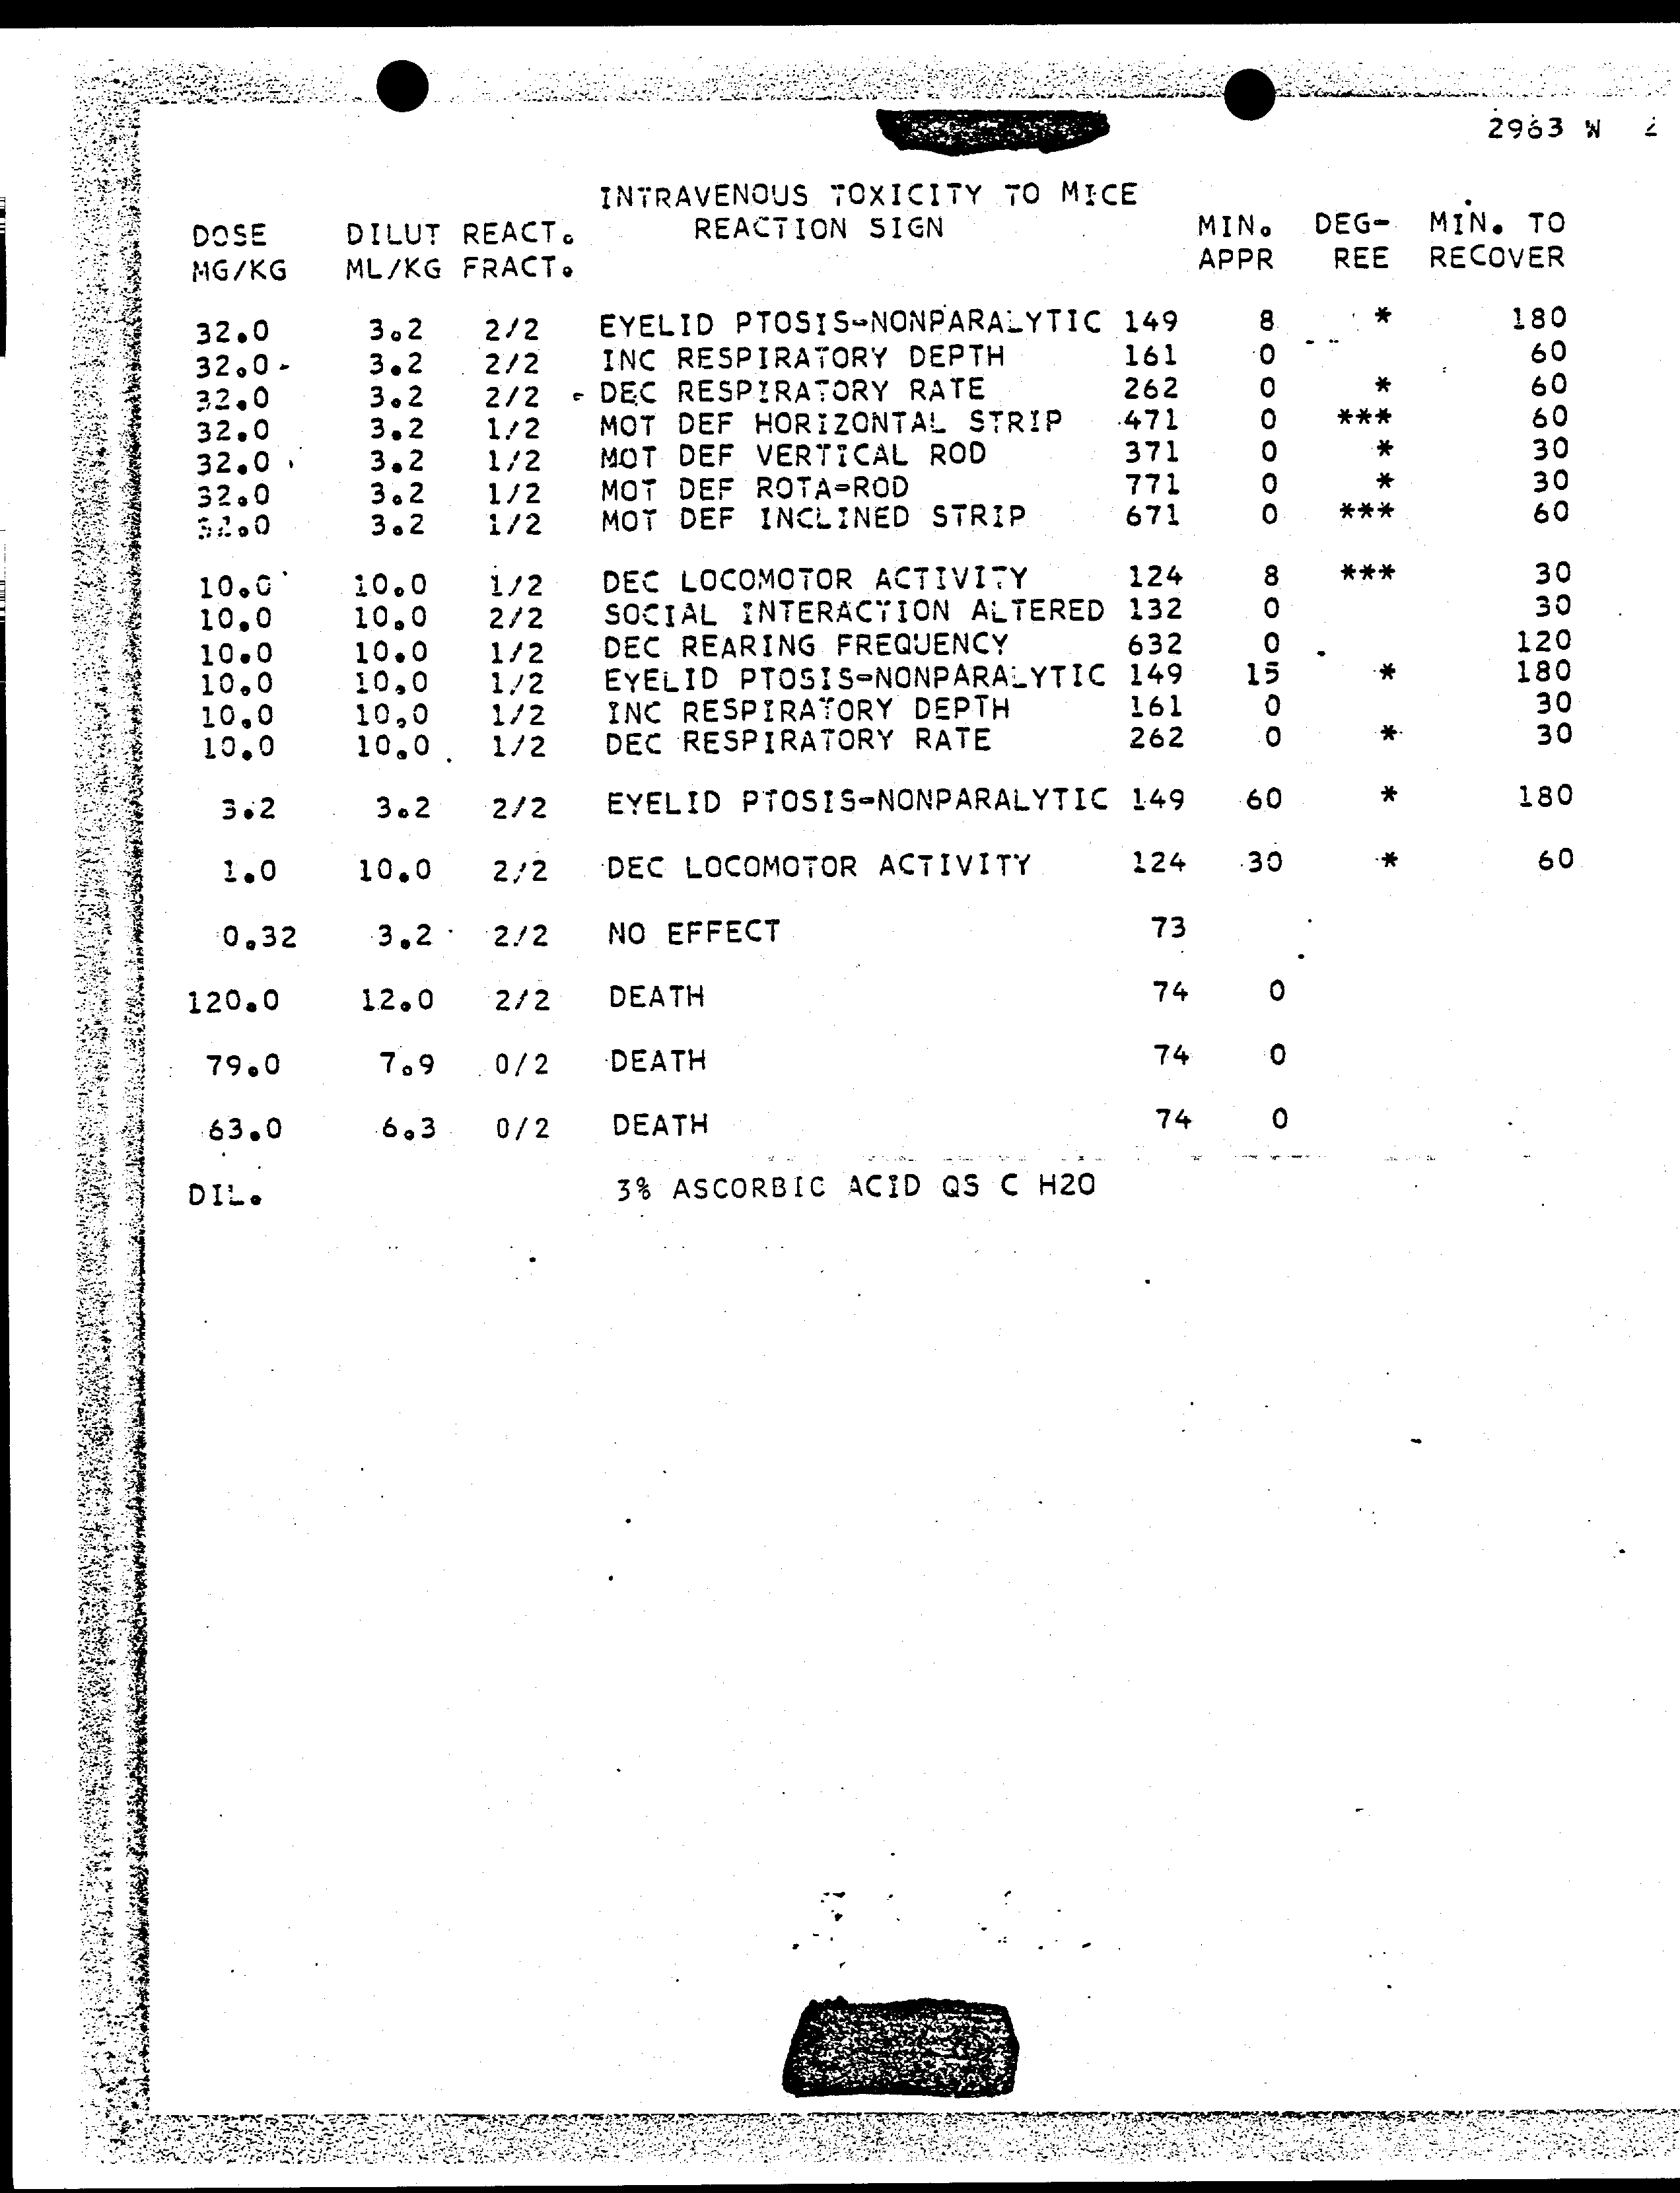 2963 W
INTRAVENOUS TOXICITY TO MICE
DOSE DILUT REACT. REACTION SIGN MIN. DEG- MIN. TO
MG/KG ML/KG FRACT. APPR REE RECOVER
32.0 3.2 2/2 EYELID PTOSIS-NONPARALYTIC 149 8 * 180
32.0 3.2 2/2 INC RESPIRATORY DEPTH 161 0 60
32.0 3.2 2/2 DEC RESPIRATORY RATE 262 0 * 60
32.0 3.2 1/2 MOT DEF HORIZONTAL STRIP 471 0 *** 60
32.0 3.2 1/2 MOT DEF VERTICAL ROD 371 0 * 30
32.0 3.2 1/2 MOT DEF ROTA-ROD 771 0 * 30
32.0 3.2 1/2 MOT DEF INCLINED STRIP 671 0 *** 60
10.0 10.0 1/2 DEC LOCOMOTOR ACTIVITY 124 8 *** 30
10.0 10.0 2/2 SOCIAL INTERACTION ALTERED 132 0 30
10.0 10.0 1/2 DEC REARING FREQUENCY 632 0 120
10.0 10.0 1/2 EYELID PTOSIS-NONPARALYTIC 149 15 * 180
10.0 10.0 1/2 INC RESPIRATORY DEPTH 161 0 30
10.0 10.0 1/2 DEC RESPIRATORY RATE 262 0 * 30
3.2 3.2 2/2 EYELID PTOSIS-NONPARALYTIC 149 60 * 180
1.0 10.0 2/2 DEC LOCOMOTOR ACTIVITY 124 30 * 60
0.32 3.2 2/2 NO EFFECT 73
120.0 12.0 2/2 DEATH 74 0
79.0 7.9 0/2 DEATH 74 0
63.0 6.3 0/2 DEATH 74 0
DIL. 3% ASCORBIC ACID QS C H2O